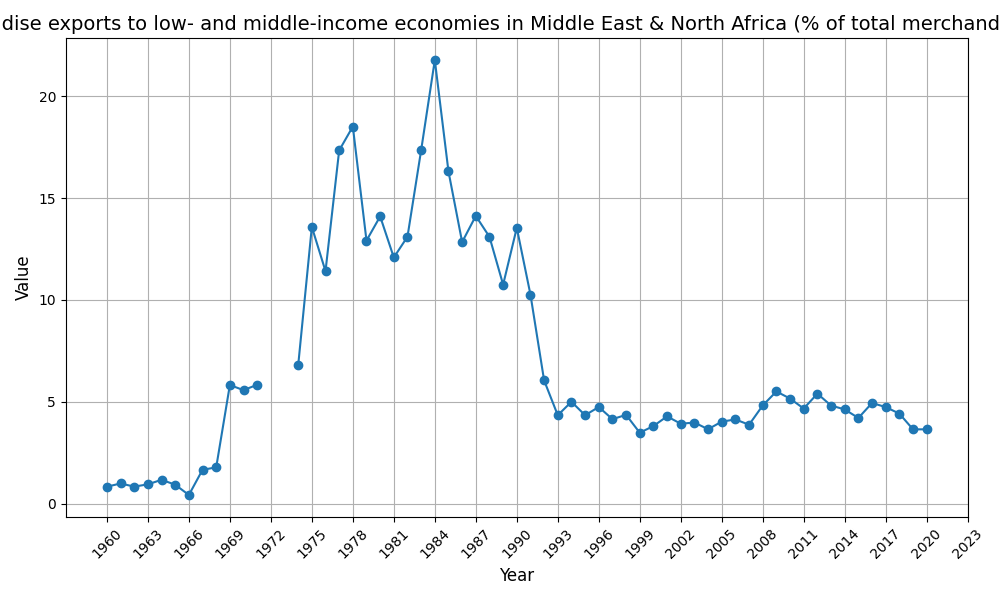 dise exports to low- and middle-income economies in Middle East & North Africa (% of total merchand
Value
20
15
10
5
0
1960 1963 1966 1969 1972 1975 1978 1981 1984 1987 1990 1993 1996 1999 2002 2005 2008 2011 2014 2017 2020 2023
Year